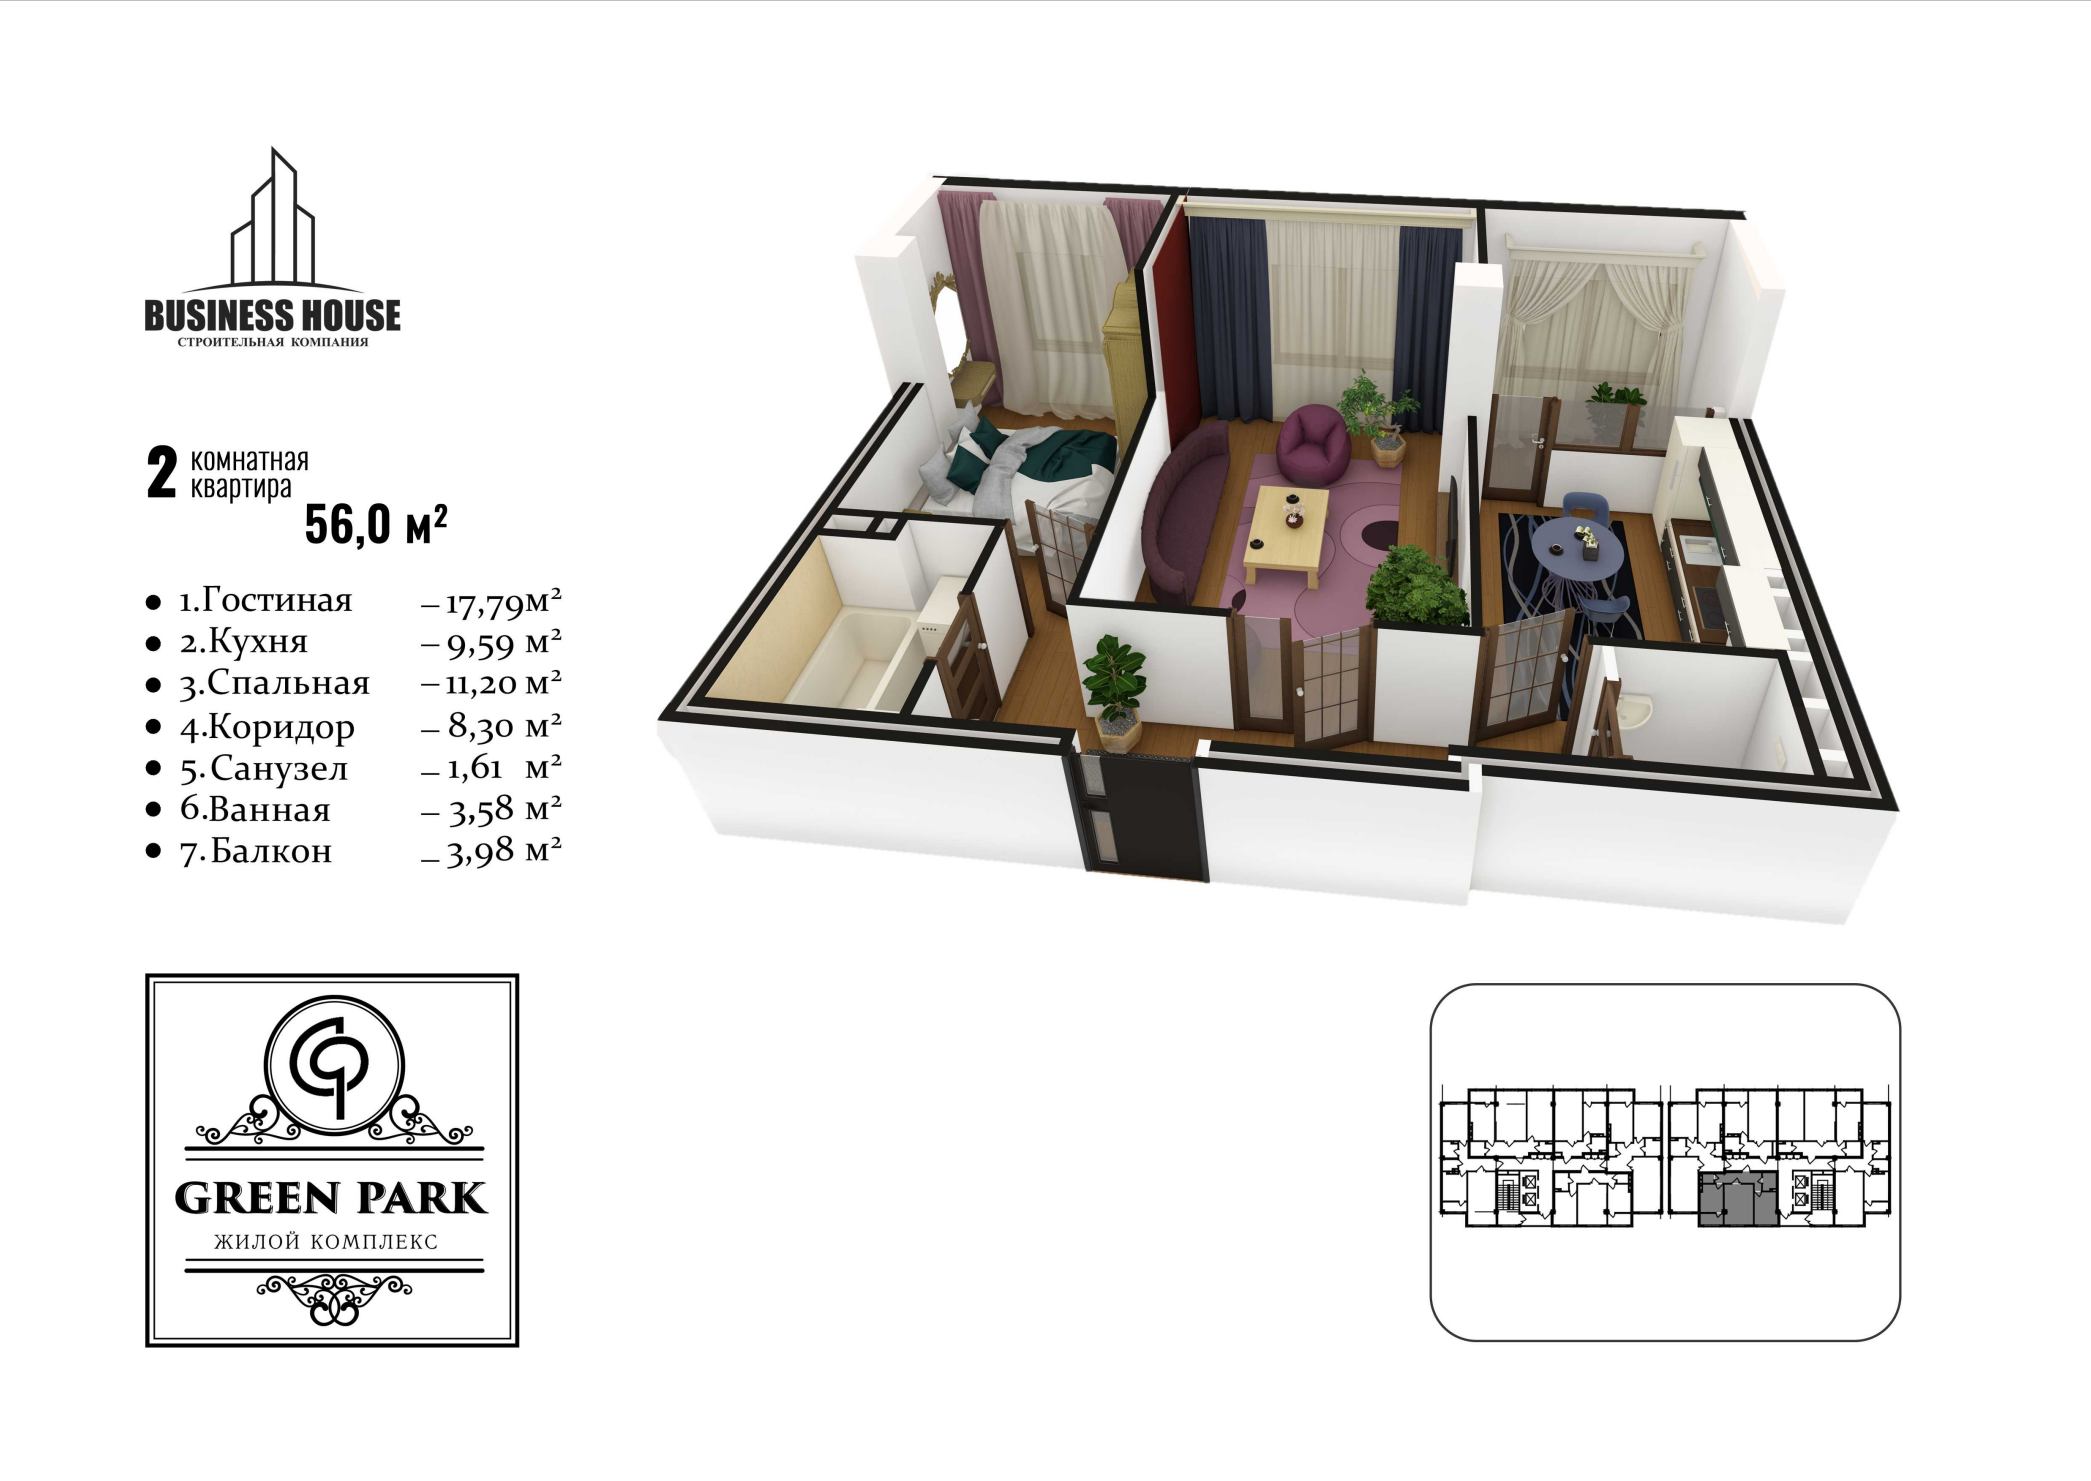 BUSINESS HOUSE
СТРОИТЕЛЬНАЯ КОМПАНИЯ
2 комнатная
квартира
56,0 м²
• 1.Гостиная – 17,79м²
• 2.Кухня – 9,59 м²
• 3.Спальная – 11,20 м²
• 4.Коридор – 8,30 м²
• 5.Санузел – 1,61 м²
• 6.Ванная – 3,58 м²
• 7.Балкон – 3,98 м²
GREEN PARK
ЖИЛОЙ КОМПЛЕКС